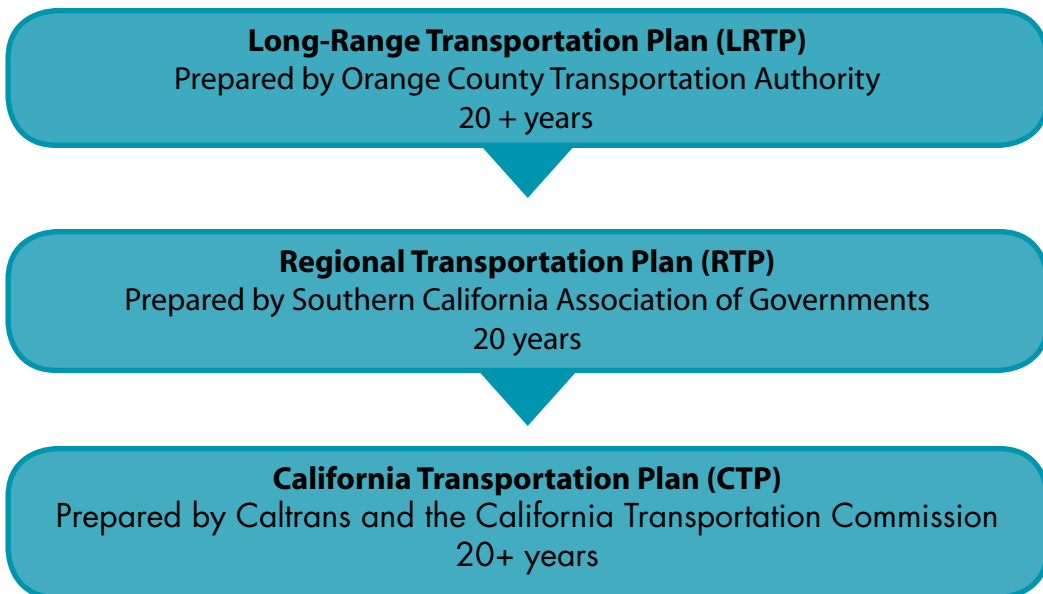 Long-Range Transportation Plan (LRTP)
Prepared by Orange County Transportation Authority
20 + years
Regional Transportation Plan (RTP)
Prepared by Southern California Association of Governments
20 years
California Transportation Plan (CTP)
Prepared by Caltrans and the California Transportation Commission
20+ years